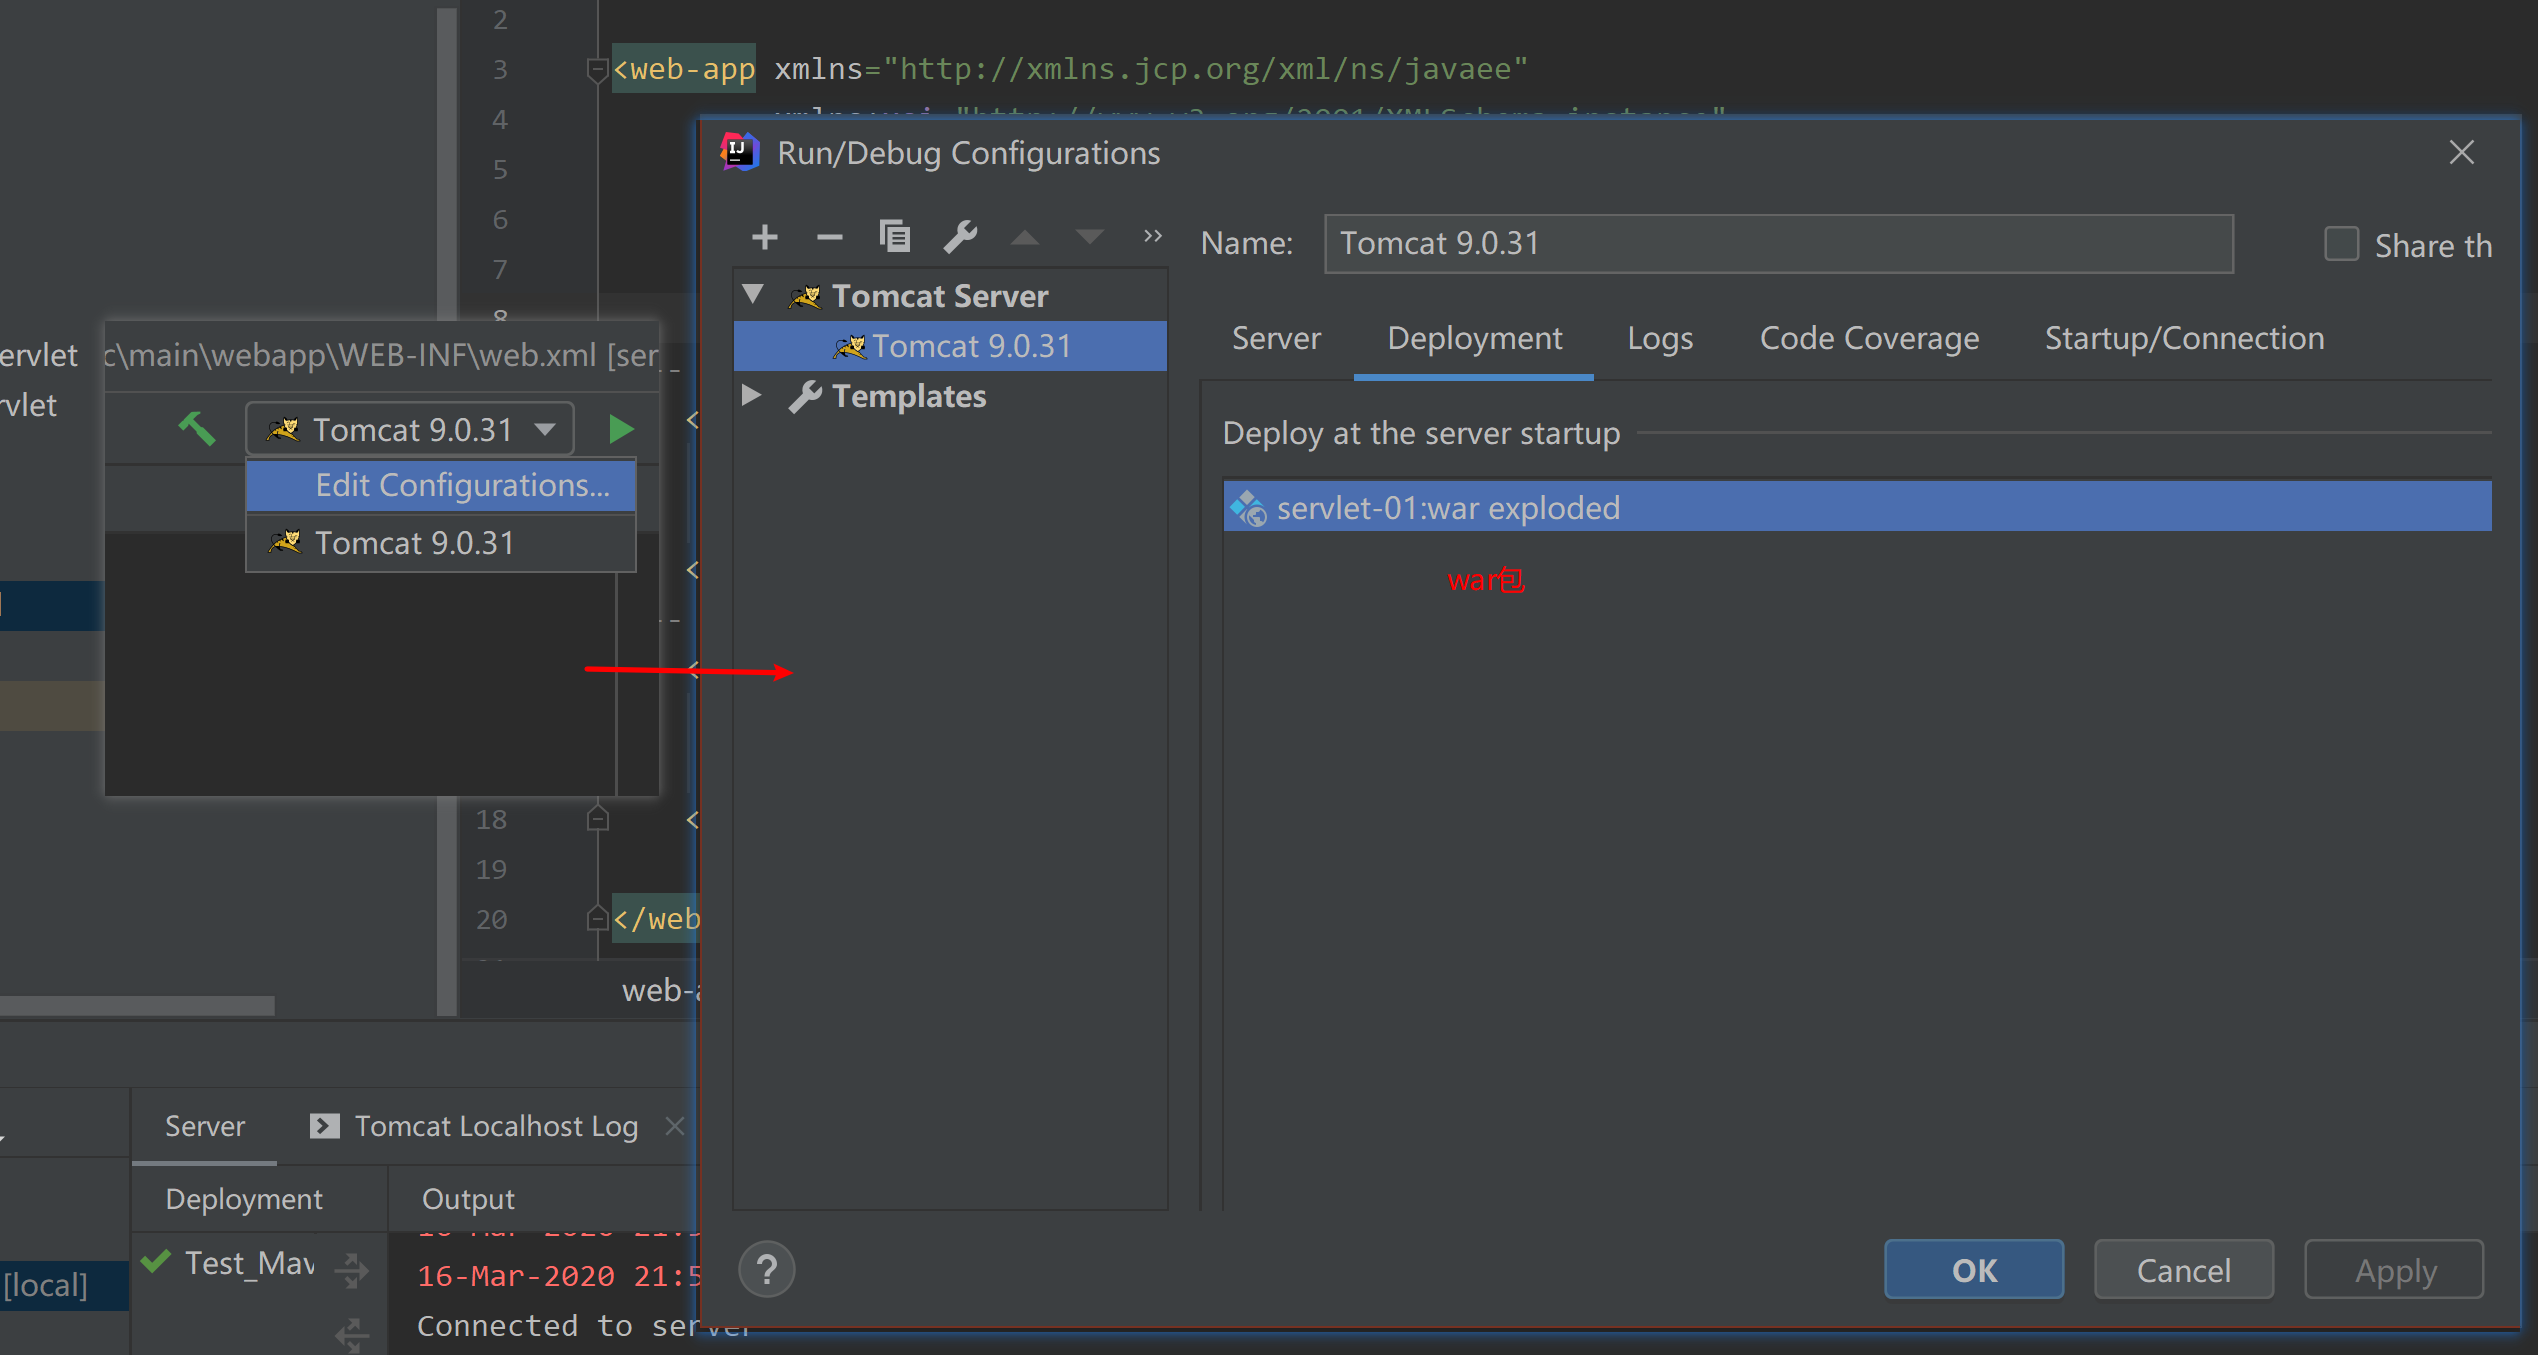 2
3 <web-app xmlns="http://xmlns.jcp.org/xml/ns/javaee"
4
5
6
7
8
18
19
20 </web
web-a
ervlet
rvlet
c\main\webapp\WEB-INF\web.xml [ser
Tomcat 9.0.31
Edit Configurations...
Tomcat 9.0.31
Run/Debug Configurations
Name: Tomcat 9.0.31 Share th
Tomcat Server
Tomcat 9.0.31
Templates
Server Deployment Logs Code Coverage Startup/Connection
Deploy at the server startup
servlet-01:war exploded
war包
OK Cancel Apply
Server Tomcat Localhost Log
Deployment Output
Test_Mav
[local]
16-Mar-2020 21:5
Connected to server